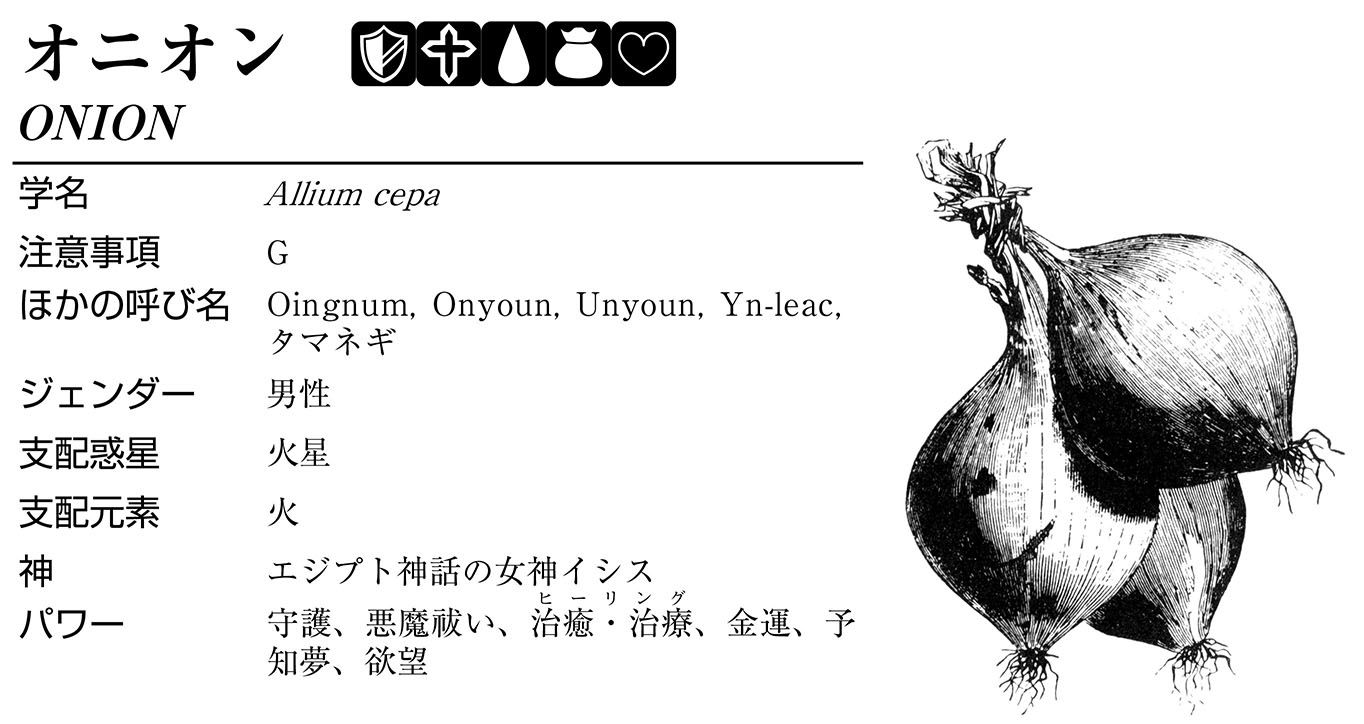 オニオン
ONION
学名 Allium cepa
注意事項 G
ほかの呼び名 Oingnum, Onyoun, Unyoun, Yn-leac,
タマネギ
ジェンダー 男性
支配惑星 火星
支配元素 火
神 エジプト神話の女神イシス
ヒーリング
パワー 守護、悪魔祓い、治癒・治療、金運、予
知夢、欲望